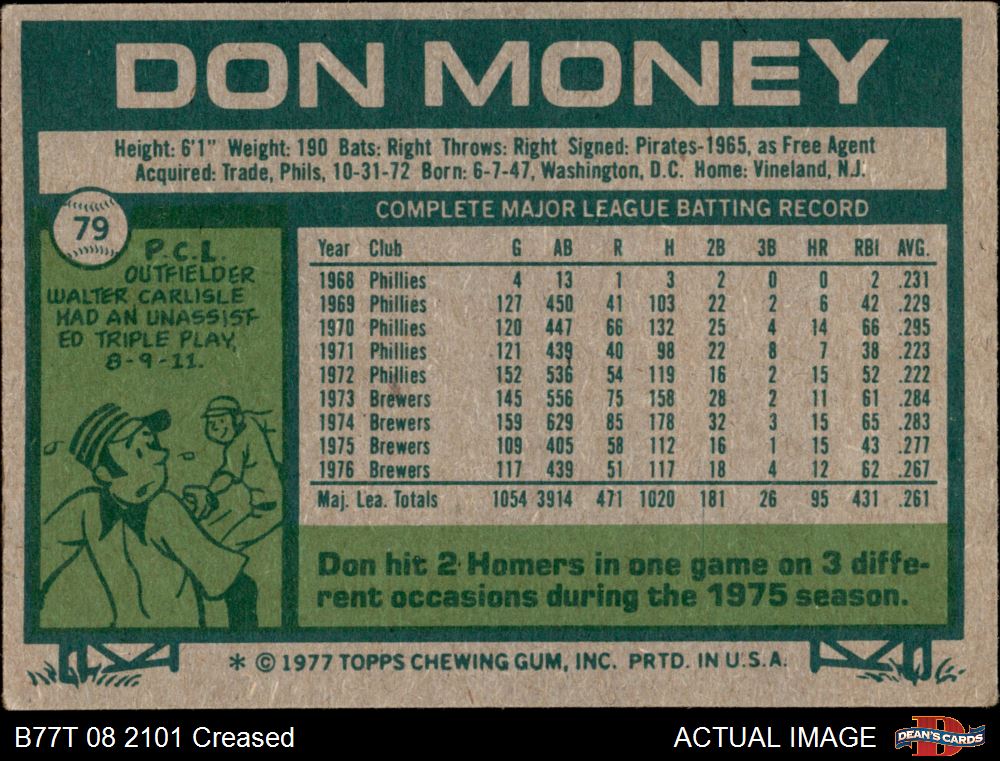 DON MONEY
Height: 6'1" Weight: 190 Bats: Right Throws: Right Signed: Pirates-1965, as Free Agent
Acquired: Trade, Phils, 10-31-72 Born: 6-7-47, Washington, D.C. Home: Vineland, N.J.
79
P.C.L.
OUTFIELDER
WALTER CARLISLE
HAD AN UNASSIST-
ED TRIPLE PLAY,
8-9-11.
COMPLETE MAJOR LEAGUE BATTING RECORD
Year Club G AB R H 2B 3B HR RBI AVG.
1968 Phillies 4 13 1 3 2 0 0 2 .231
1969 Phillies 127 450 41 103 22 2 6 42 .229
1970 Phillies 120 447 66 132 25 4 14 66 .295
1971 Phillies 121 439 40 98 22 8 7 38 .223
1972 Phillies 152 536 54 119 16 2 15 52 .222
1973 Brewers 145 556 75 158 28 2 11 61 .284
1974 Brewers 159 629 85 178 32 3 15 65 .283
1975 Brewers 109 405 58 112 16 1 15 43 .277
1976 Brewers 117 439 51 117 18 4 12 62 .267
Maj. Lea. Totals 1054 3914 471 1020 181 26 95 431 .261
Don hit 2 Homers in one game on 3 diffe-
rent occasions during the 1975 season.
* © 1977 TOPPS CHEWING GUM, INC. PRTD. IN U.S.A.
B77T 08 2101 Creased
ACTUAL IMAGE
DEAN'S CARDS